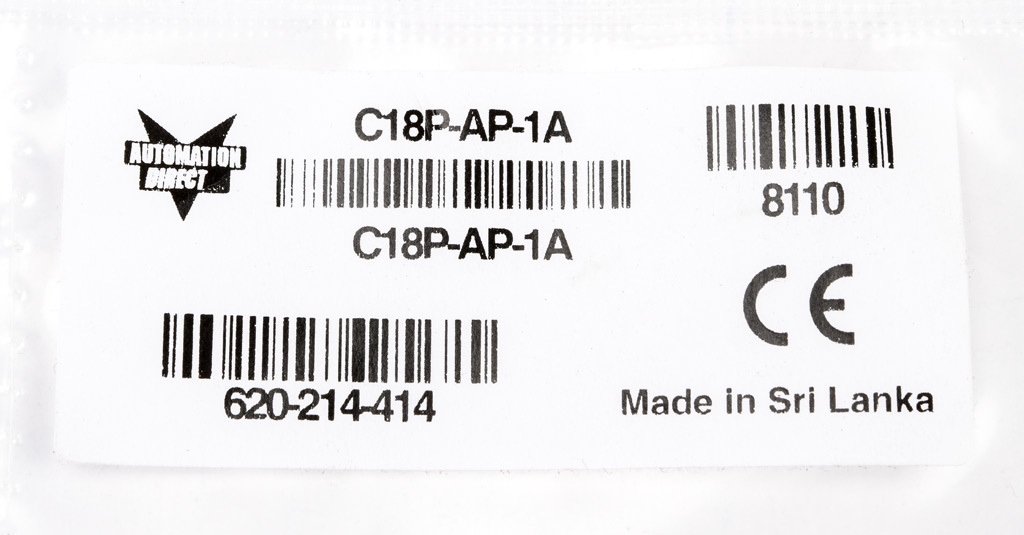 AUTOMATION
DIRECT
C18P-AP-1A
C18P-AP-1A
8110
CE
620-214-414
Made in Sri Lanka